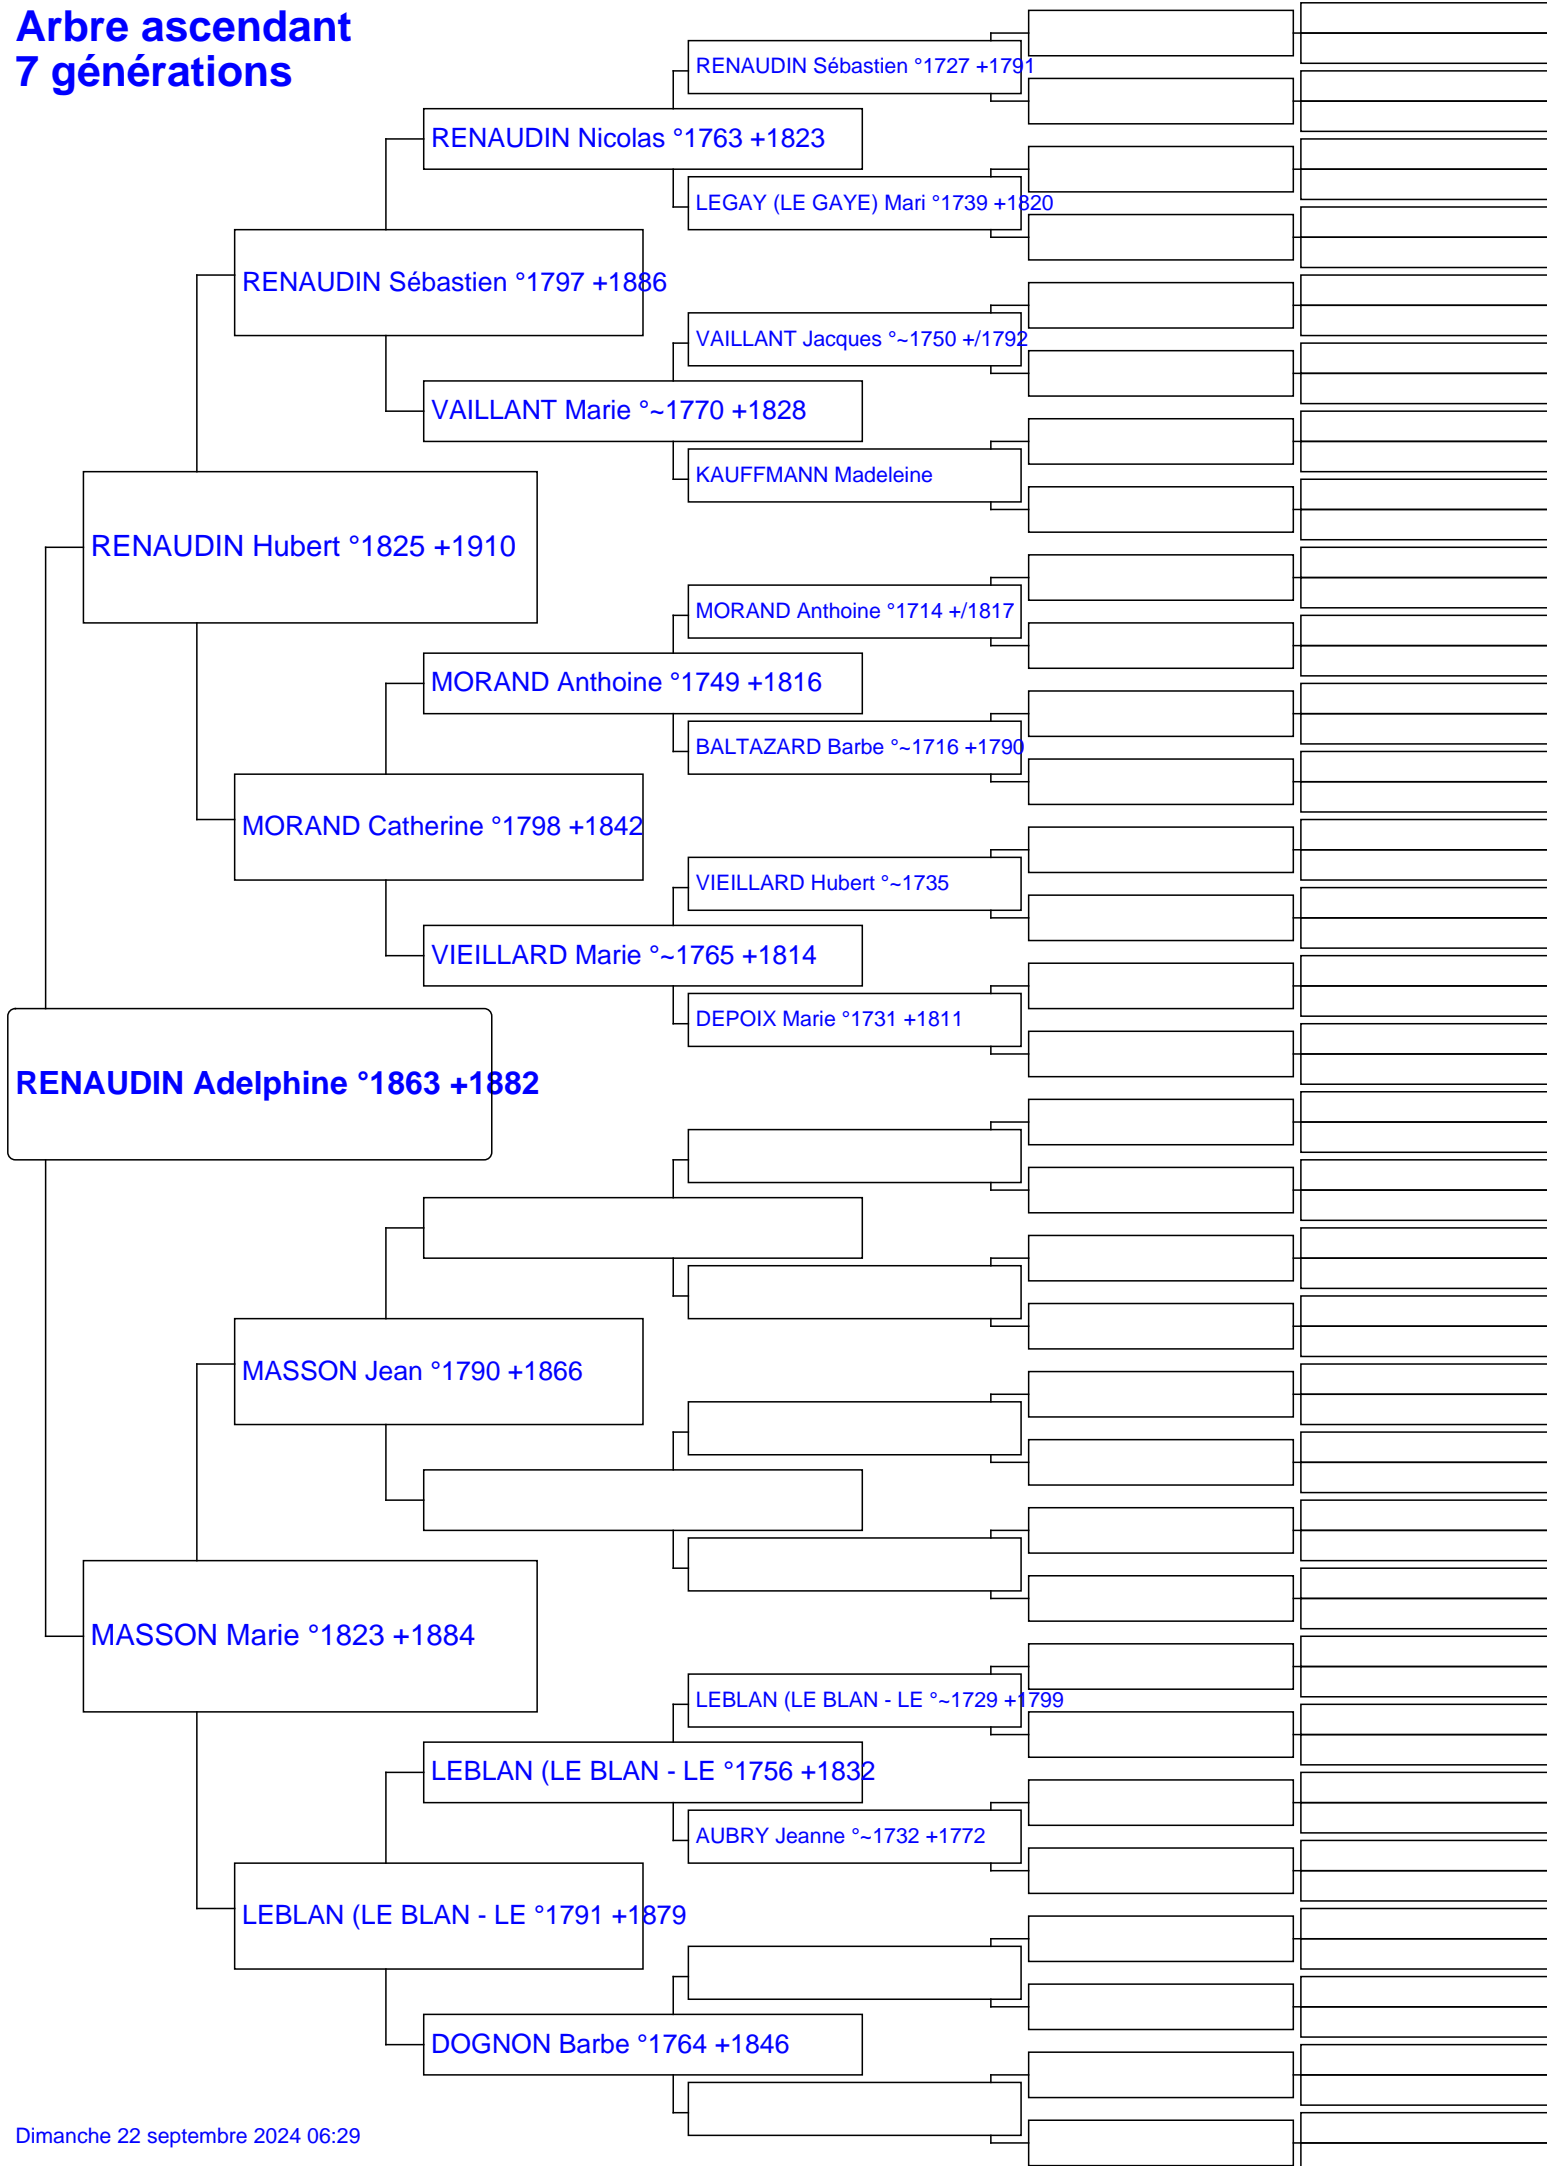 Arbre ascendant
7 générations
RENAUDIN Sébastien °1727 +1791
RENAUDIN Nicolas °1763 +1823
LEGAY (LE GAYE) Mari °1739 +1820
RENAUDIN Sébastien °1797 +1886
VAILLANT Jacques °~1750 +/1792
VAILLANT Marie °~1770 +1828
KAUFFMANN Madeleine
RENAUDIN Hubert °1825 +1910
MORAND Anthoine °1714 +/1817
MORAND Anthoine °1749 +1816
BALTAZARD Barbe °~1716 +1790
MORAND Catherine °1798 +1842
VIEILLARD Hubert °~1735
VIEILLARD Marie °~1765 +1814
DEPOIX Marie °1731 +1811
RENAUDIN Adelphine °1863 +1882
MASSON Jean °1790 +1866
MASSON Marie °1823 +1884
LEBLAN (LE BLAN - LE °~1729 +1799
LEBLAN (LE BLAN - LE °1756 +1832
AUBRY Jeanne °~1732 +1772
LEBLAN (LE BLAN - LE °1791 +1879
DOGNON Barbe °1764 +1846
Dimanche 22 septembre 2024 06:29